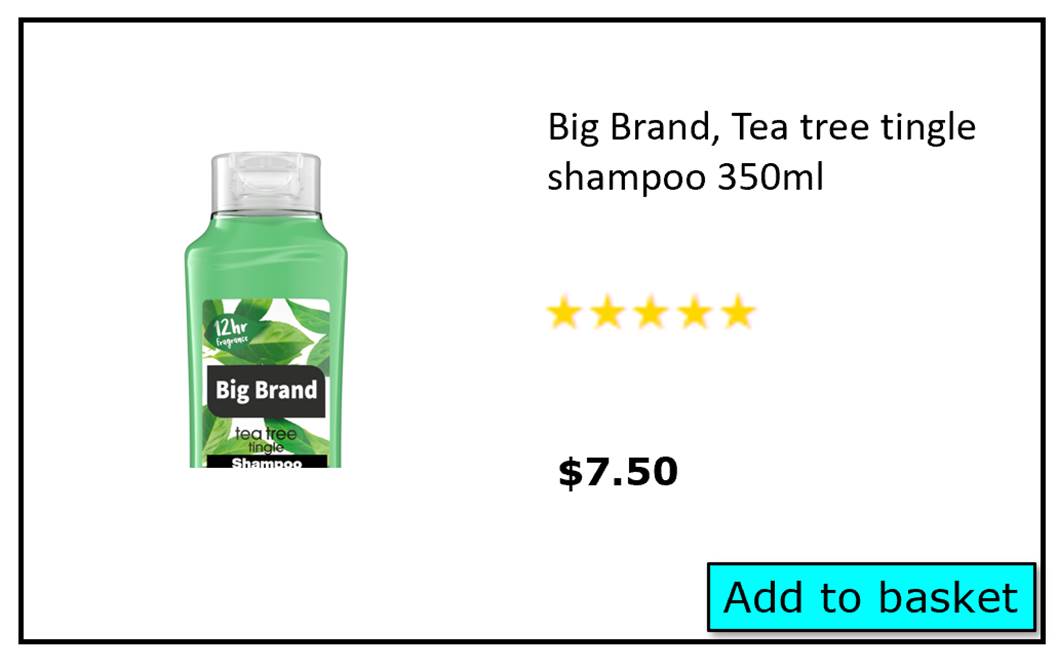 Big Brand, Tea tree tingle
shampoo 350ml
12hr
fragrance
Big Brand
tea tree
tingle
Shampoo
$7.50
Add to basket